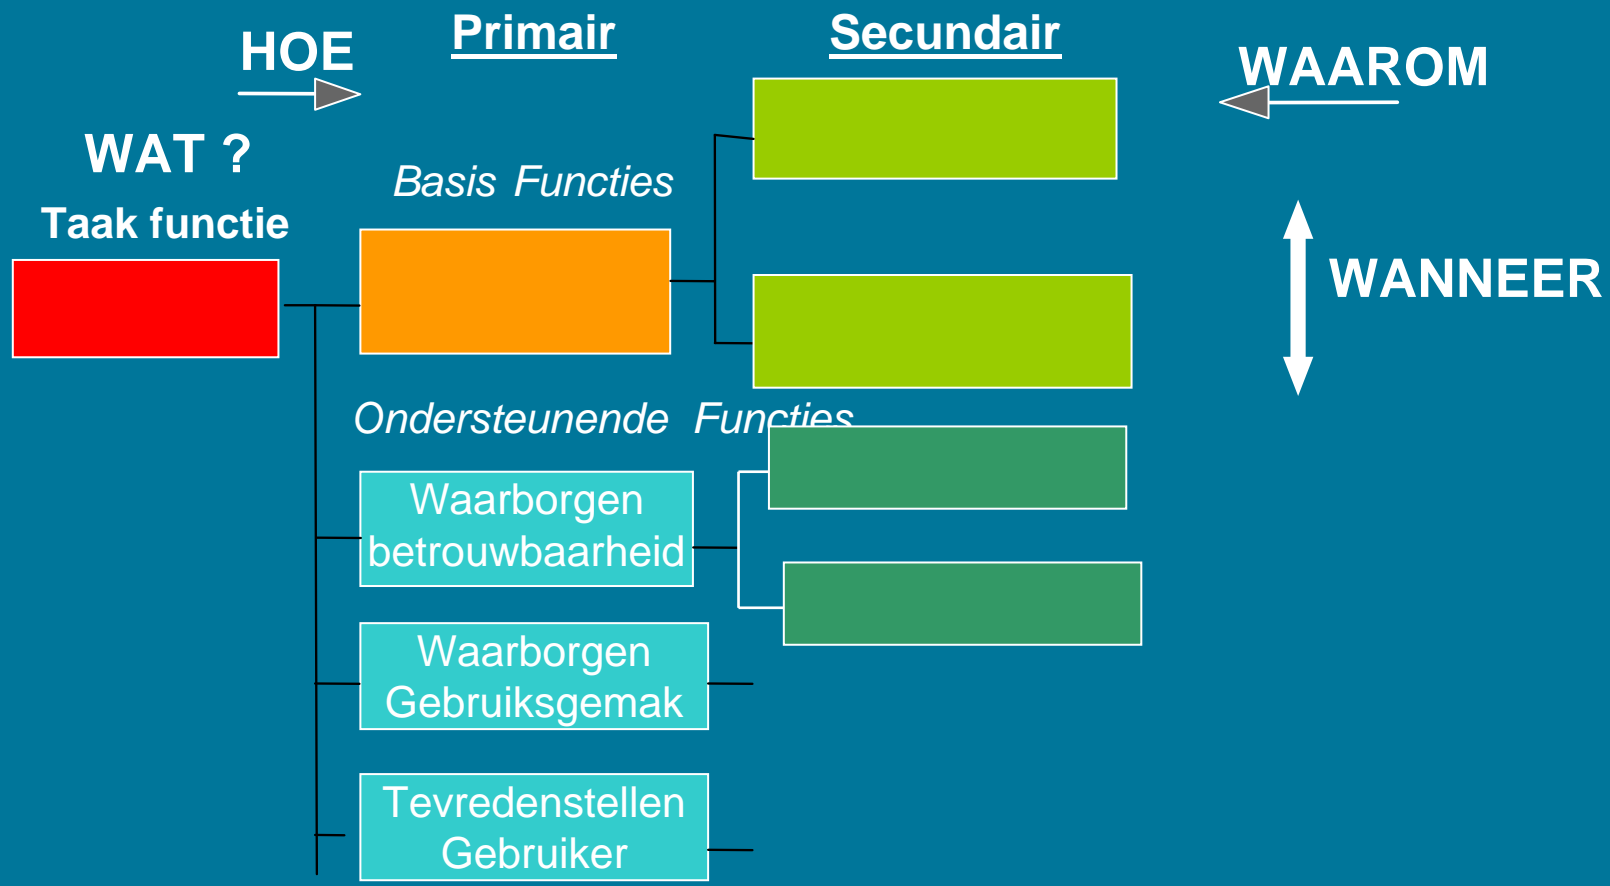 HOE
Primair
Secundair
WAAROM
WAT ?
Taak functie
Basis Functies
WANNEER
Ondersteunende Functies
Waarborgen
betrouwbaarheid
Waarborgen
Gebruiksgemak
Tevredenstellen
Gebruiker